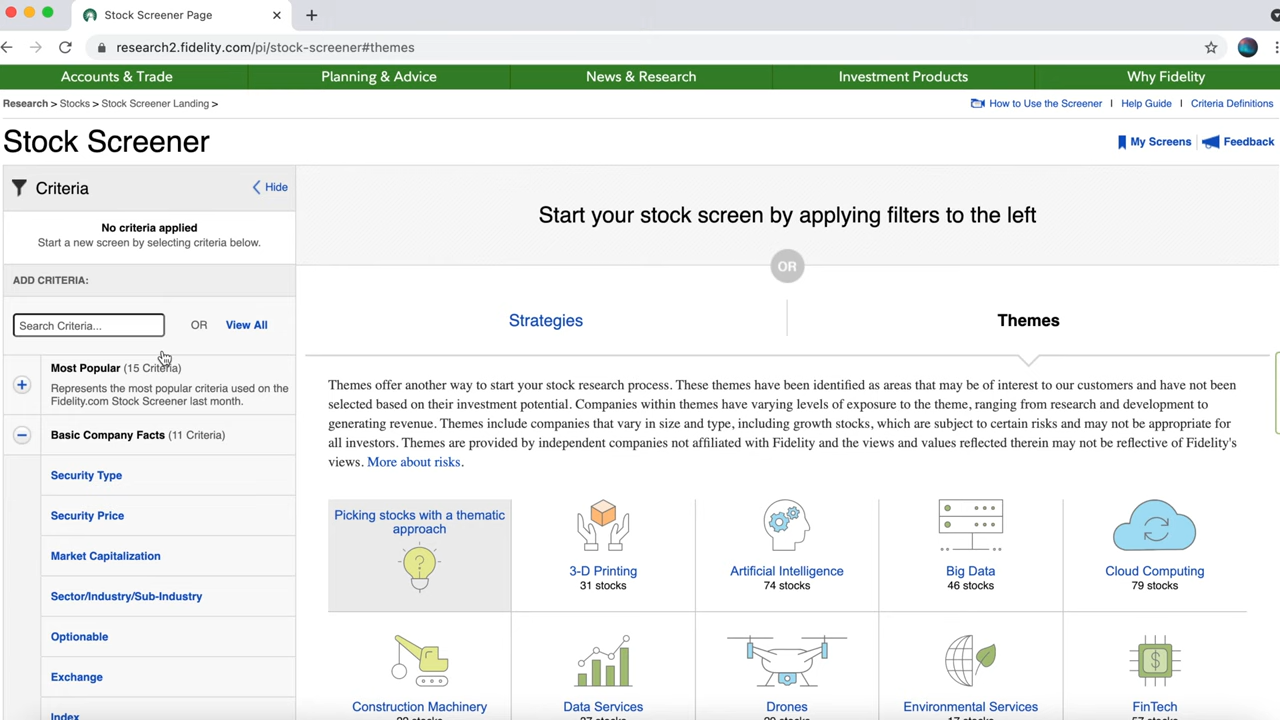 Stock Screener Page
research2.fidelity.com/pi/stock-screener#themes
Accounts & Trade
Planning & Advice
News & Research
Investment Products
Why Fidelity
Research > Stocks > Stock Screener Landing >
How to Use the Screener | Help Guide | Criteria Definitions
Stock Screener
My Screens
Feedback
Criteria
Hide
No criteria applied
Start a new screen by selecting criteria below.
ADD CRITERIA:
Search Criteria...
OR
View All
Most Popular (15 Criteria)
Represents the most popular criteria used on the
Fidelity.com Stock Screener last month.
Basic Company Facts (11 Criteria)
Security Type
Security Price
Market Capitalization
Sector/Industry/Sub-Industry
Optionable
Exchange
Index
Start your stock screen by applying filters to the left
OR
Strategies
Themes
Themes offer another way to start your stock research process. These themes have been identified as areas that may be of interest to our customers and have not been
selected based on their investment potential. Companies within themes have varying levels of exposure to the theme, ranging from research and development to
generating revenue. Themes include companies that vary in size and type, including growth stocks, which are subject to certain risks and may not be appropriate for
all investors. Themes are provided by independent companies not affiliated with Fidelity and the views and values reflected therein may not be reflective of Fidelity's
views. More about risks.
Picking stocks with a thematic
approach
?
3-D Printing
31 stocks
Artificial Intelligence
74 stocks
Big Data
46 stocks
Cloud Computing
79 stocks
Construction Machinery
Data Services
Drones
Environmental Services
$
FinTech